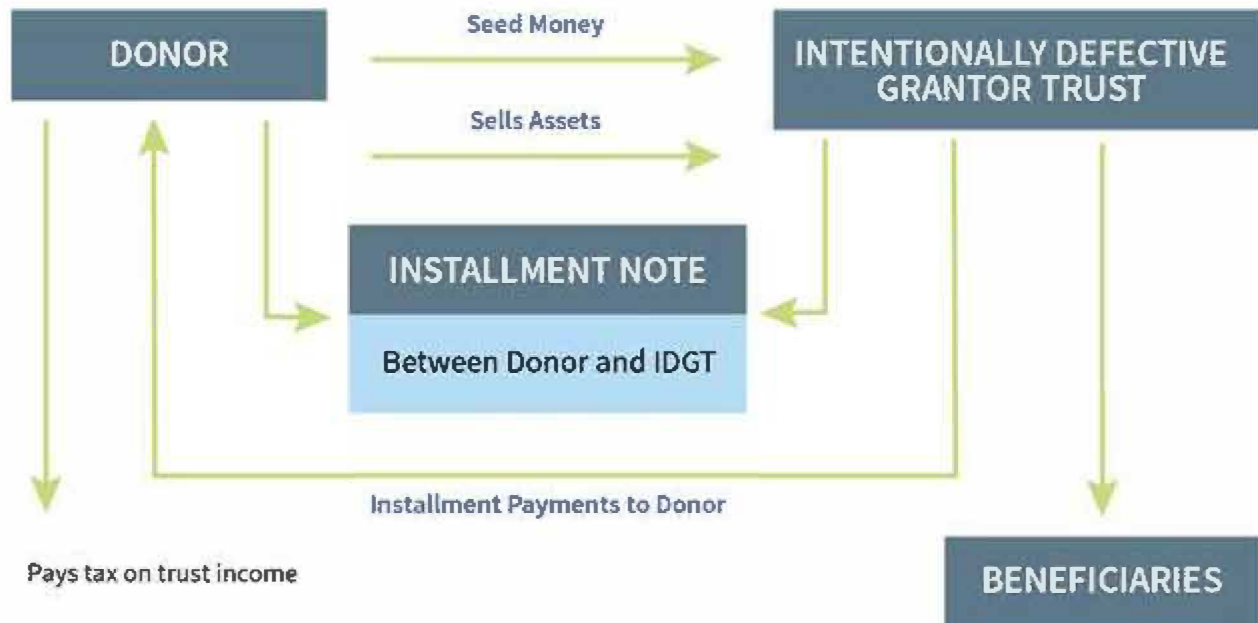 Seed Money
DONOR
INTENTIONALLY DEFECTIVE
GRANTOR TRUST
Sells Assets
INSTALLMENT NOTE
Between Donor and IDGT
Installment Payments to Donor
Pays tax on trust income
BENEFICIARIES